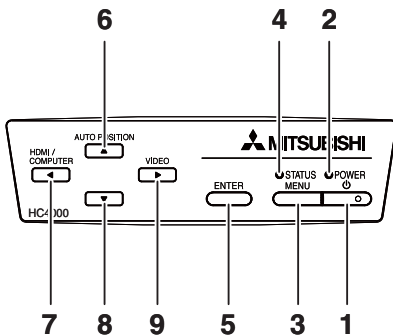 6 4 2
AUTO POSITION
MITSUBISHI
HDMI /
COMPUTER
VIDEO
STATUS POWER
ENTER MENU
HC4000
7 8 9 5 3 1